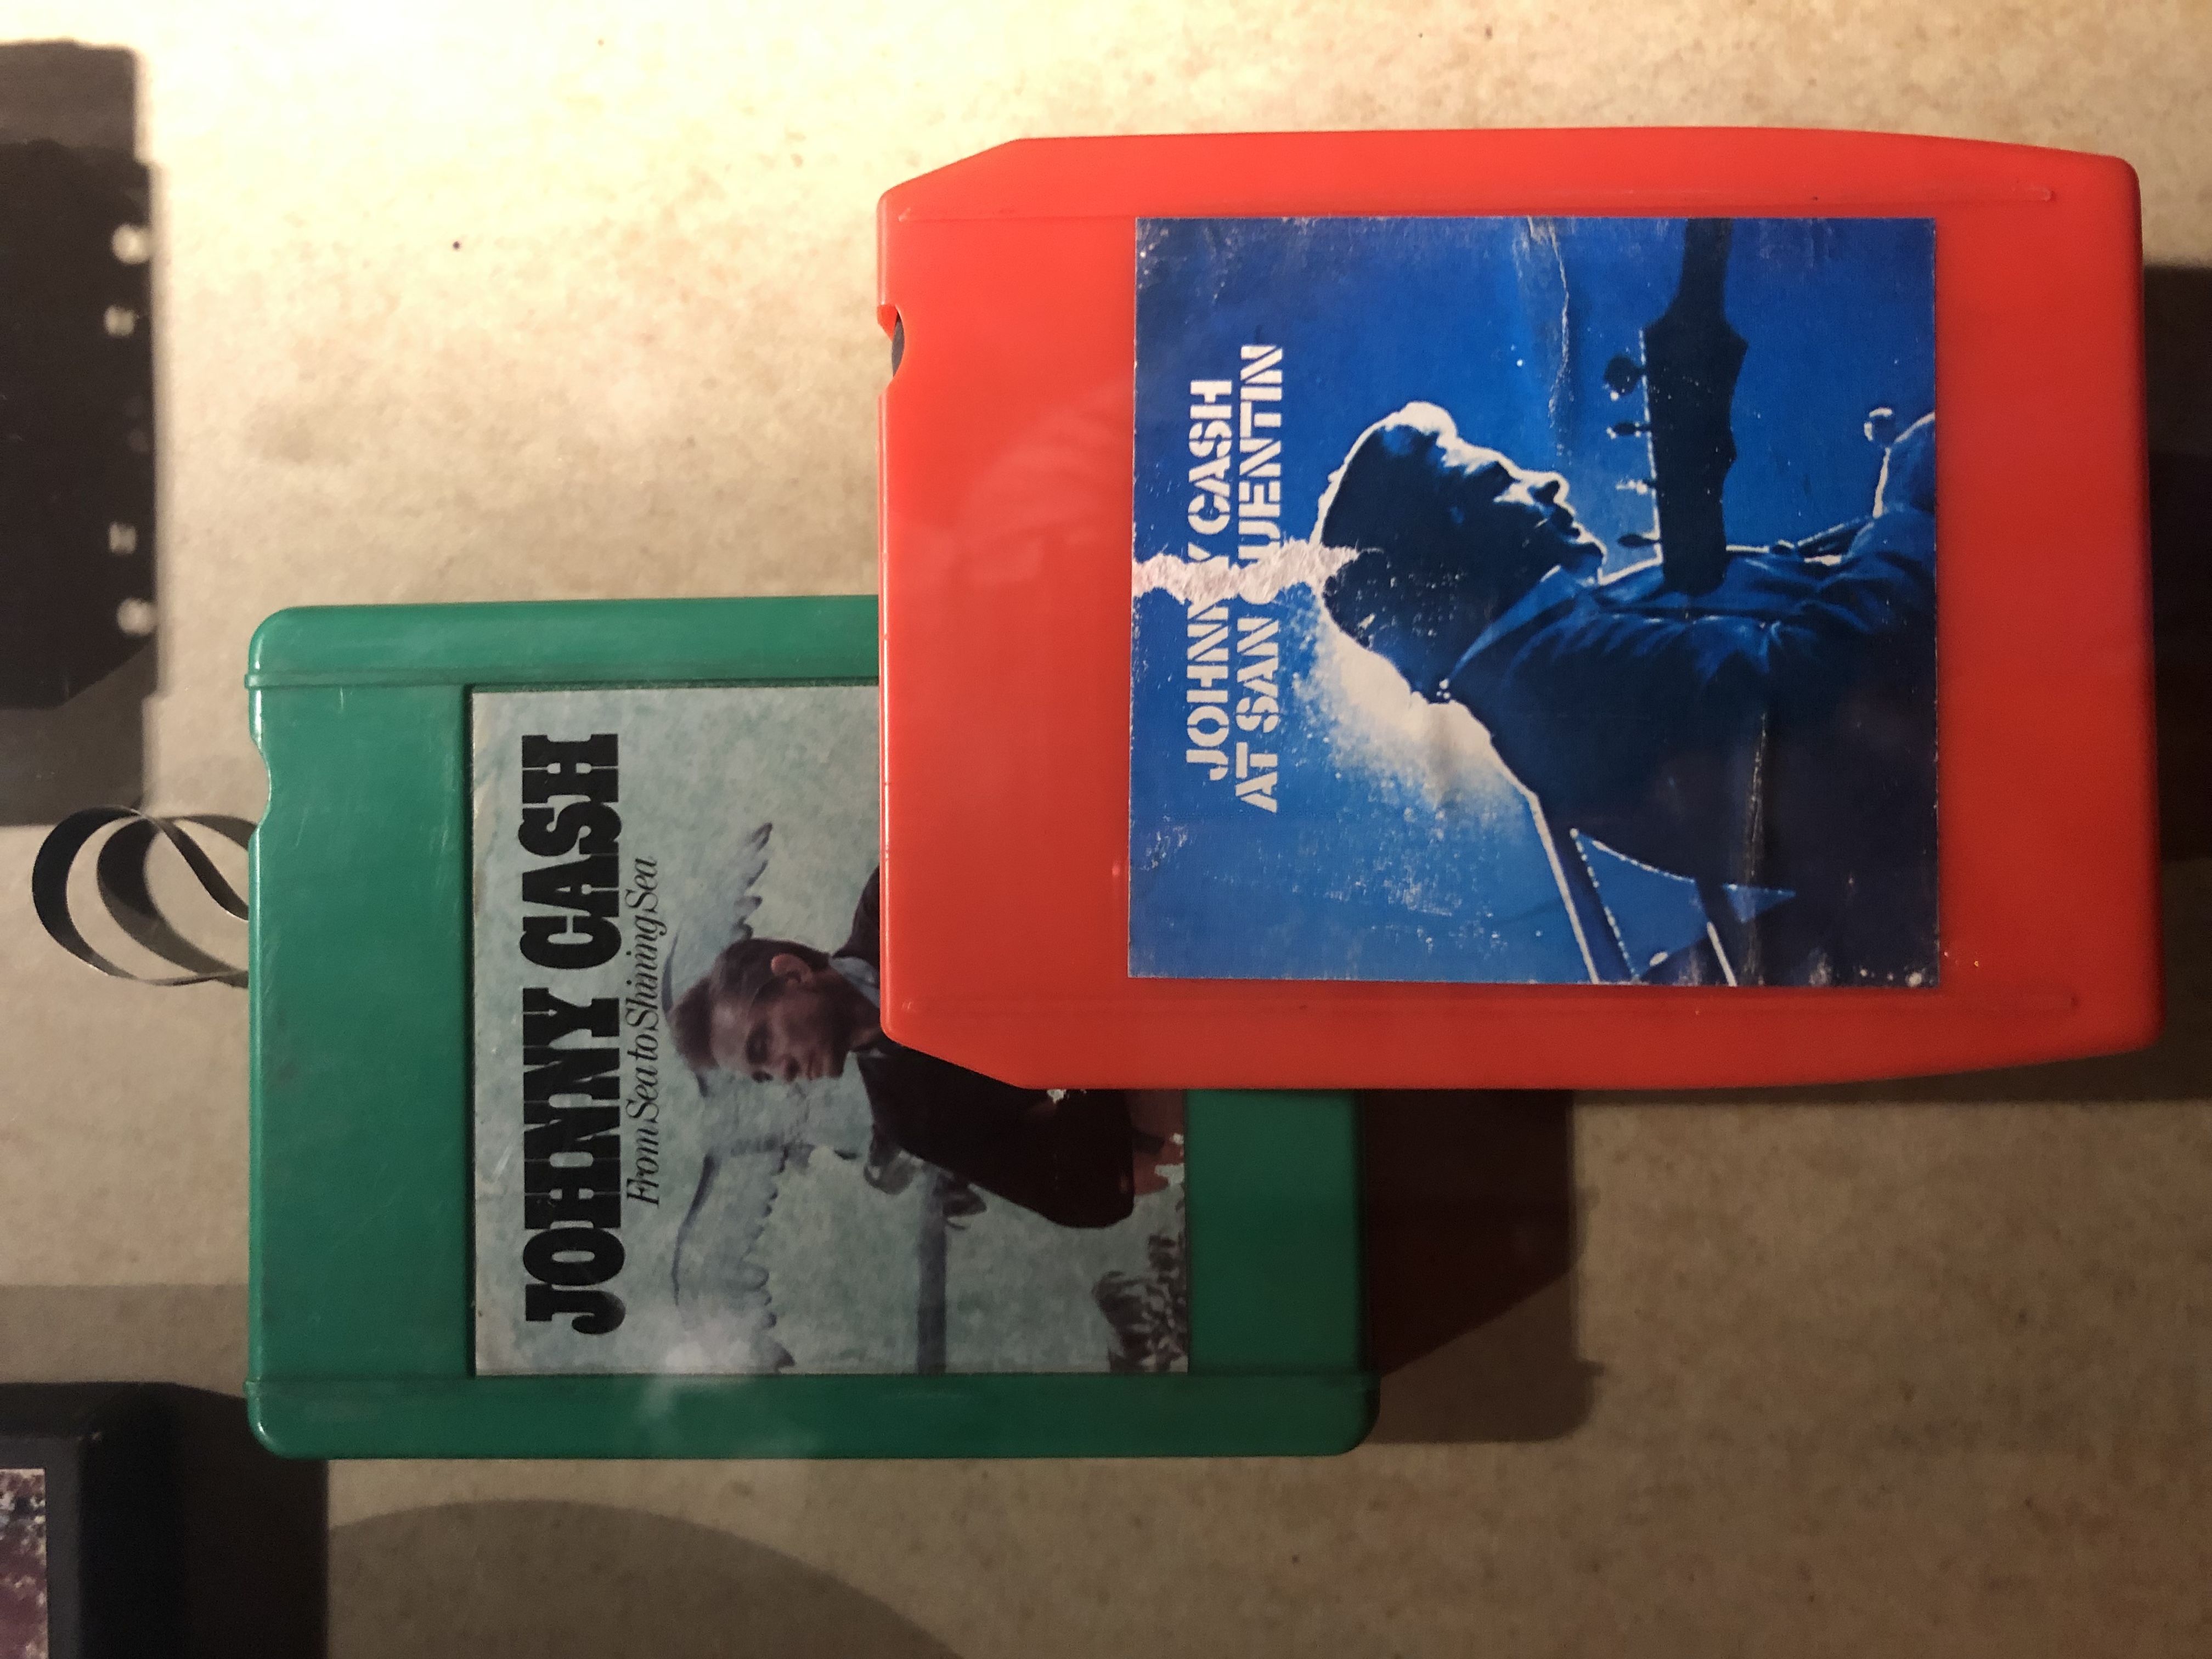 JOHNNY CASH
AT SAN QUENTIN
JOHNNY CASH
From Sea to Shining Sea